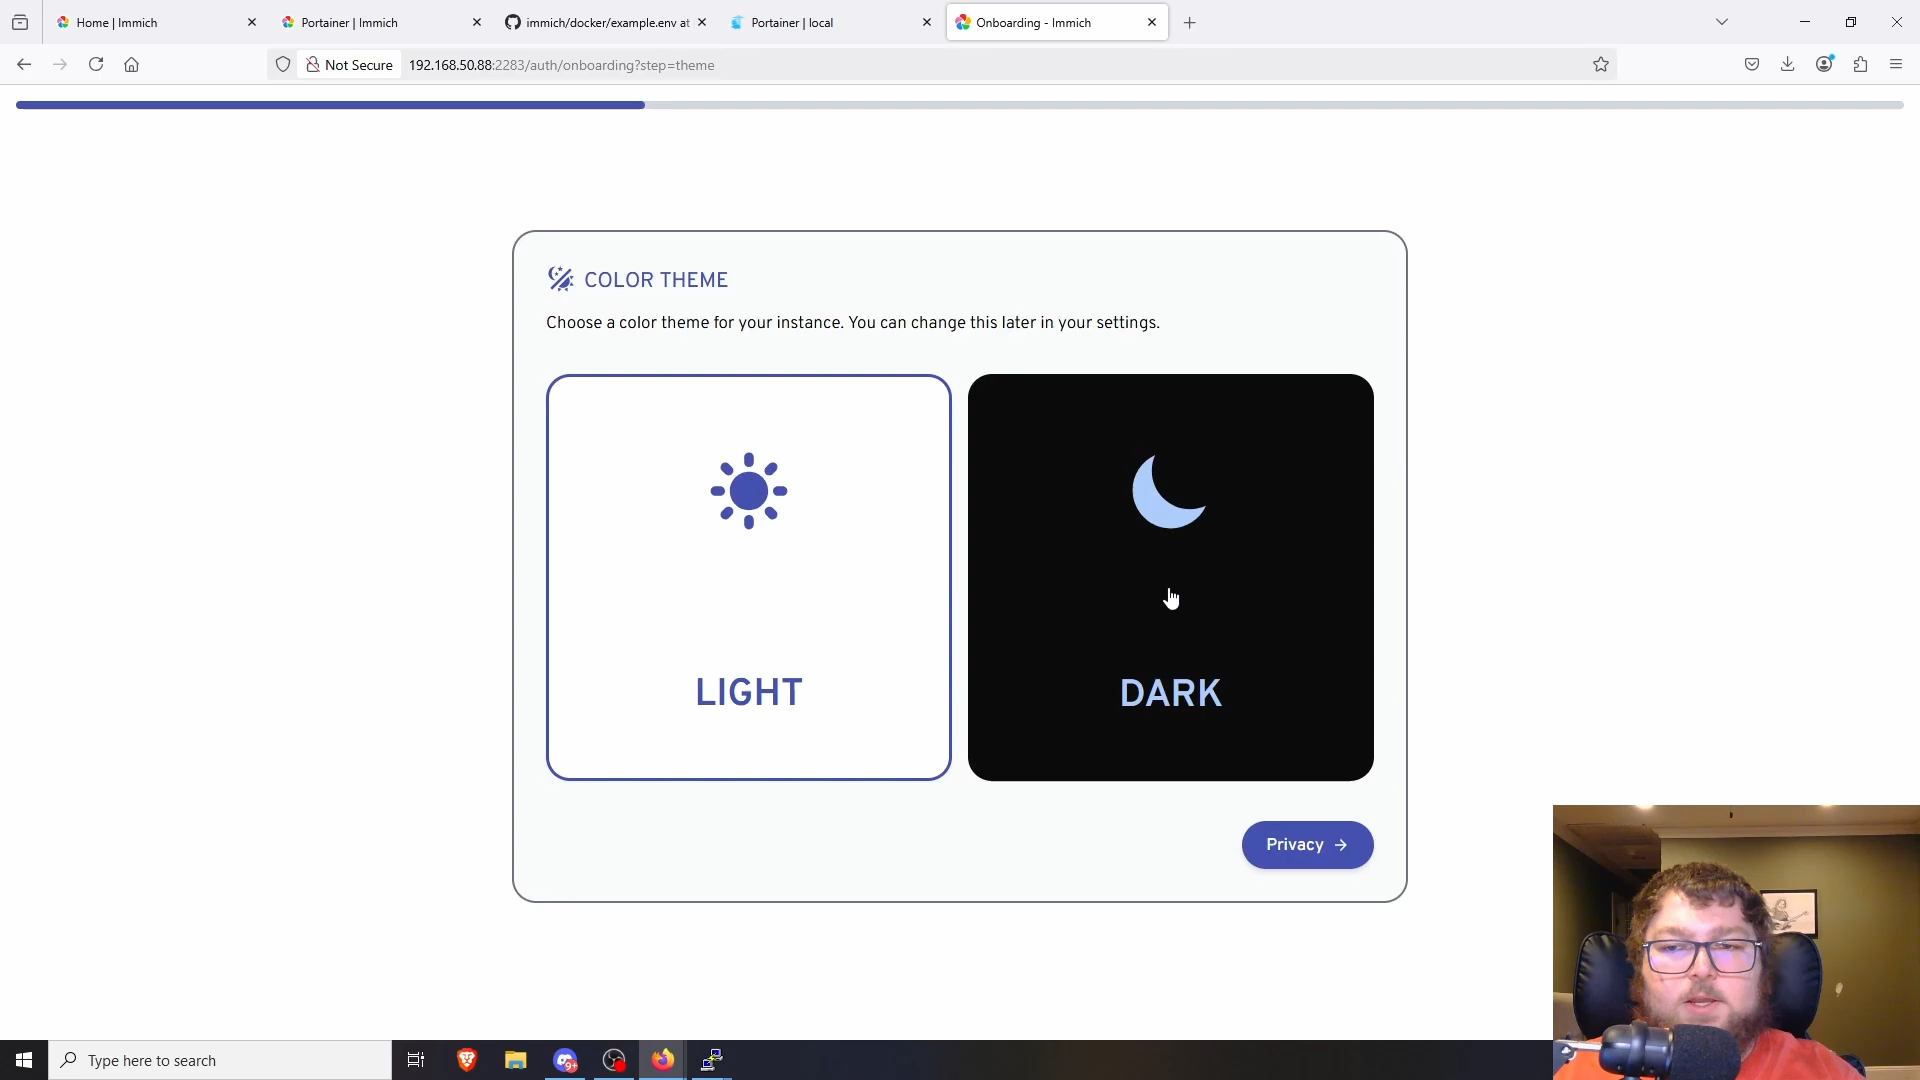 Home | Immich
Portainer | Immich
immich/docker/example.env at
Portainer | local
Onboarding - Immich
Not Secure
192.168.50.88:2283/auth/onboarding?step=theme
COLOR THEME
Choose a color theme for your instance. You can change this later in your settings.
LIGHT
DARK
Privacy
Type here to search
9+